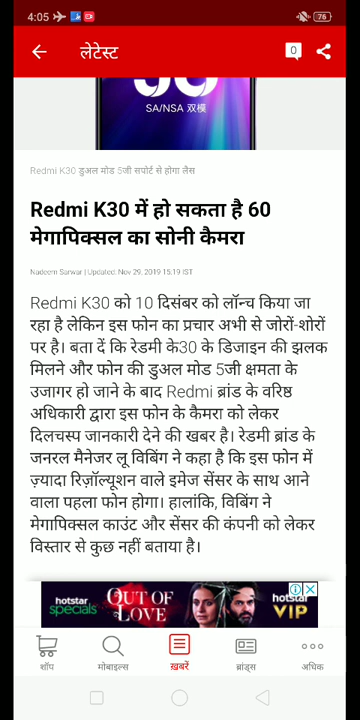 4:05
76
लेटेस्ट
0
5G
SA/NSA 双模
Redmi K30 डुअल मोड 5जी सपोर्ट से होगा लैस
Redmi K30 में हो सकता है 60
मेगापिक्सल का सोनी कैमरा
Nadeem Sarwar | Updated: Nov 29, 2019 15:19 IST
Redmi K30 को 10 दिसंबर को लॉन्च किया जा
रहा है लेकिन इस फोन का प्रचार अभी से जोरों-शोरों
पर है। बता दें कि रेडमी के30 के डिजाइन की झलक
मिलने और फोन की डुअल मोड 5जी क्षमता के
उजागर हो जाने के बाद Redmi ब्रांड के वरिष्ठ
अधिकारी द्वारा इस फोन के कैमरा को लेकर
दिलचस्प जानकारी देने की खबर है। रेडमी ब्रांड के
जनरल मैनेजर लू विबिंग ने कहा है कि इस फोन में
ज़्यादा रिज़ॉल्यूशन वाले इमेज सेंसर के साथ आने
वाला पहला फोन होगा। हालांकि, विबिंग ने
मेगापिक्सल काउंट और सेंसर की कंपनी को लेकर
विस्तार से कुछ नहीं बताया है।
hotstar specials OUT OF LOVE hotstar VIP
शॉप मोबाइल्स ख़बरें ब्रांड्स अधिक